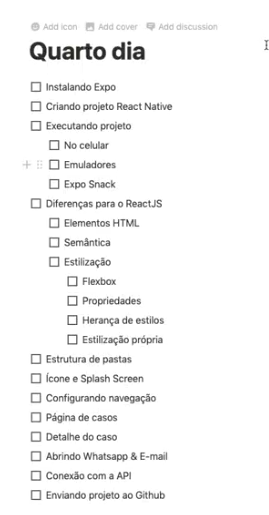 Add icon Add cover Add discussion
Quarto dia
Instalando Expo
Criando projeto React Native
Executando projeto
No celular
Emuladores
Expo Snack
Diferenças para o ReactJS
Elementos HTML
Semântica
Estilização
Flexbox
Propriedades
Herança de estilos
Estilização própria
Estrutura de pastas
Ícone e Splash Screen
Configurando navegação
Página de casos
Detalhe do caso
Abrindo Whatsapp & E-mail
Conexão com a API
Enviando projeto ao Github